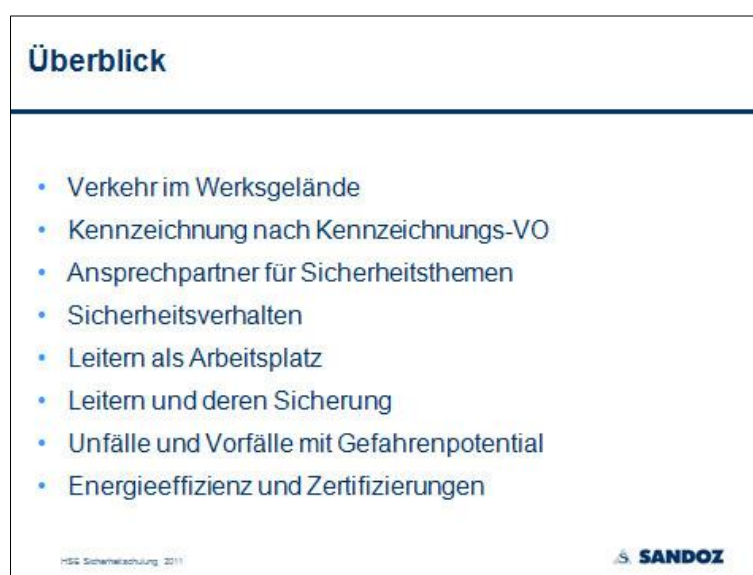 Überblick
• Verkehr im Werksgelände
• Kennzeichnung nach Kennzeichnungs-VO
• Ansprechpartner für Sicherheitsthemen
• Sicherheitsverhalten
• Leitern als Arbeitsplatz
• Leitern und deren Sicherung
• Unfälle und Vorfälle mit Gefahrenpotential
• Energieeffizienz und Zertifizierungen
HSE Sicherheitschulung 2011
SANDOZ